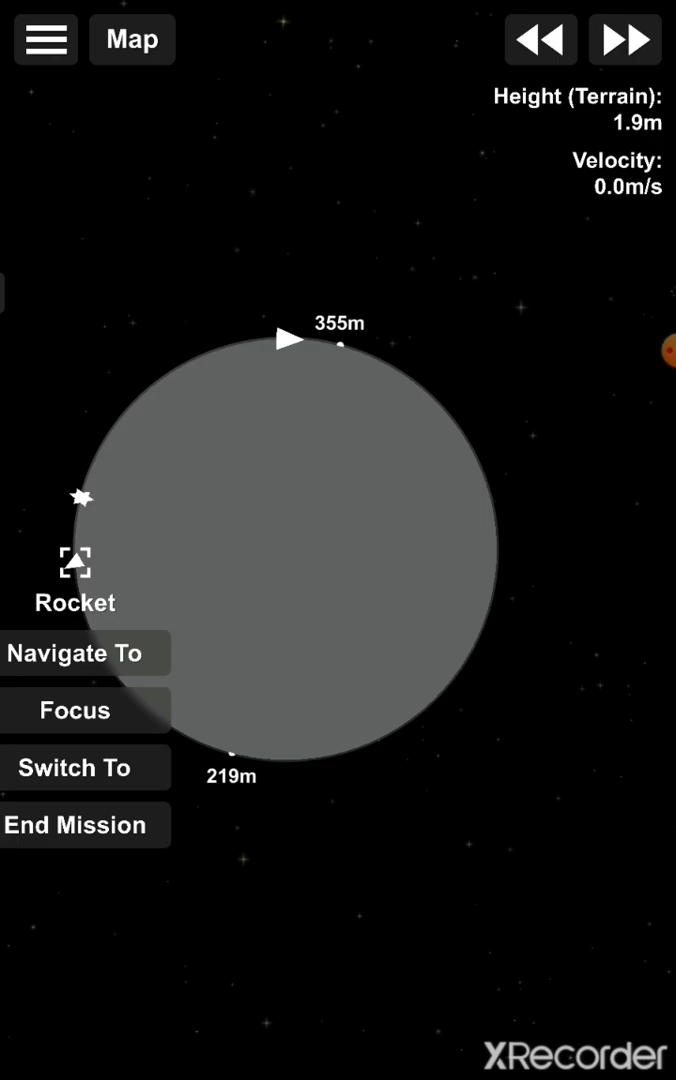 Map
Height (Terrain):
1.9m
Velocity:
0.0m/s
355m
Rocket
Navigate To
Focus
Switch To
End Mission
219m
XRecorder